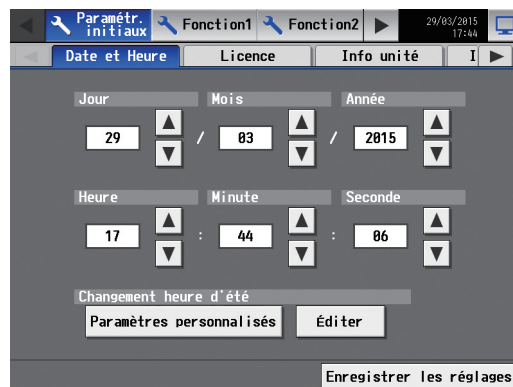 Paramétr. initiaux
Fonction1
Fonction2
29/03/2015
17:44
Date et Heure
Licence
Info unité
I
Jour
Mois
Année
29 / 03 / 2015
Heure
Minute
Seconde
17 : 44 : 06
Changement heure d'été
Paramètres personnalisés
Éditer
Enregistrer les réglages